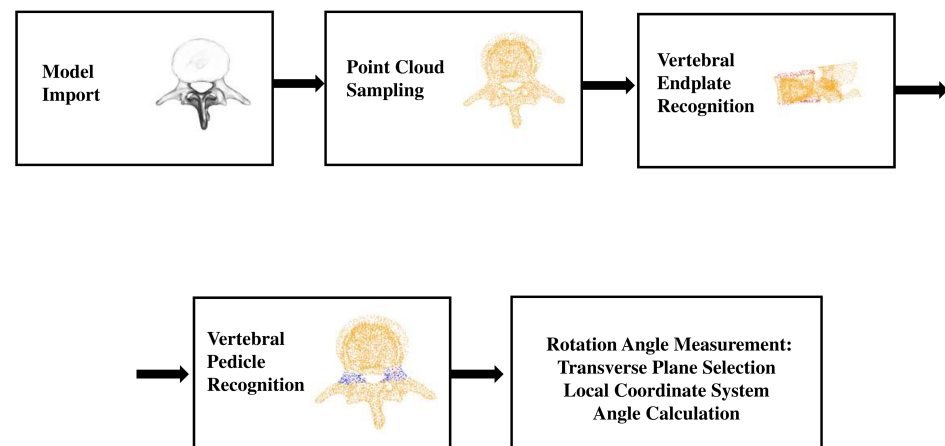 Model
Import
Point Cloud
Sampling
Vertebral
Endplate
Recognition
Vertebral
Pedicle
Recognition
Rotation Angle Measurement:
Transverse Plane Selection
Local Coordinate System
Angle Calculation